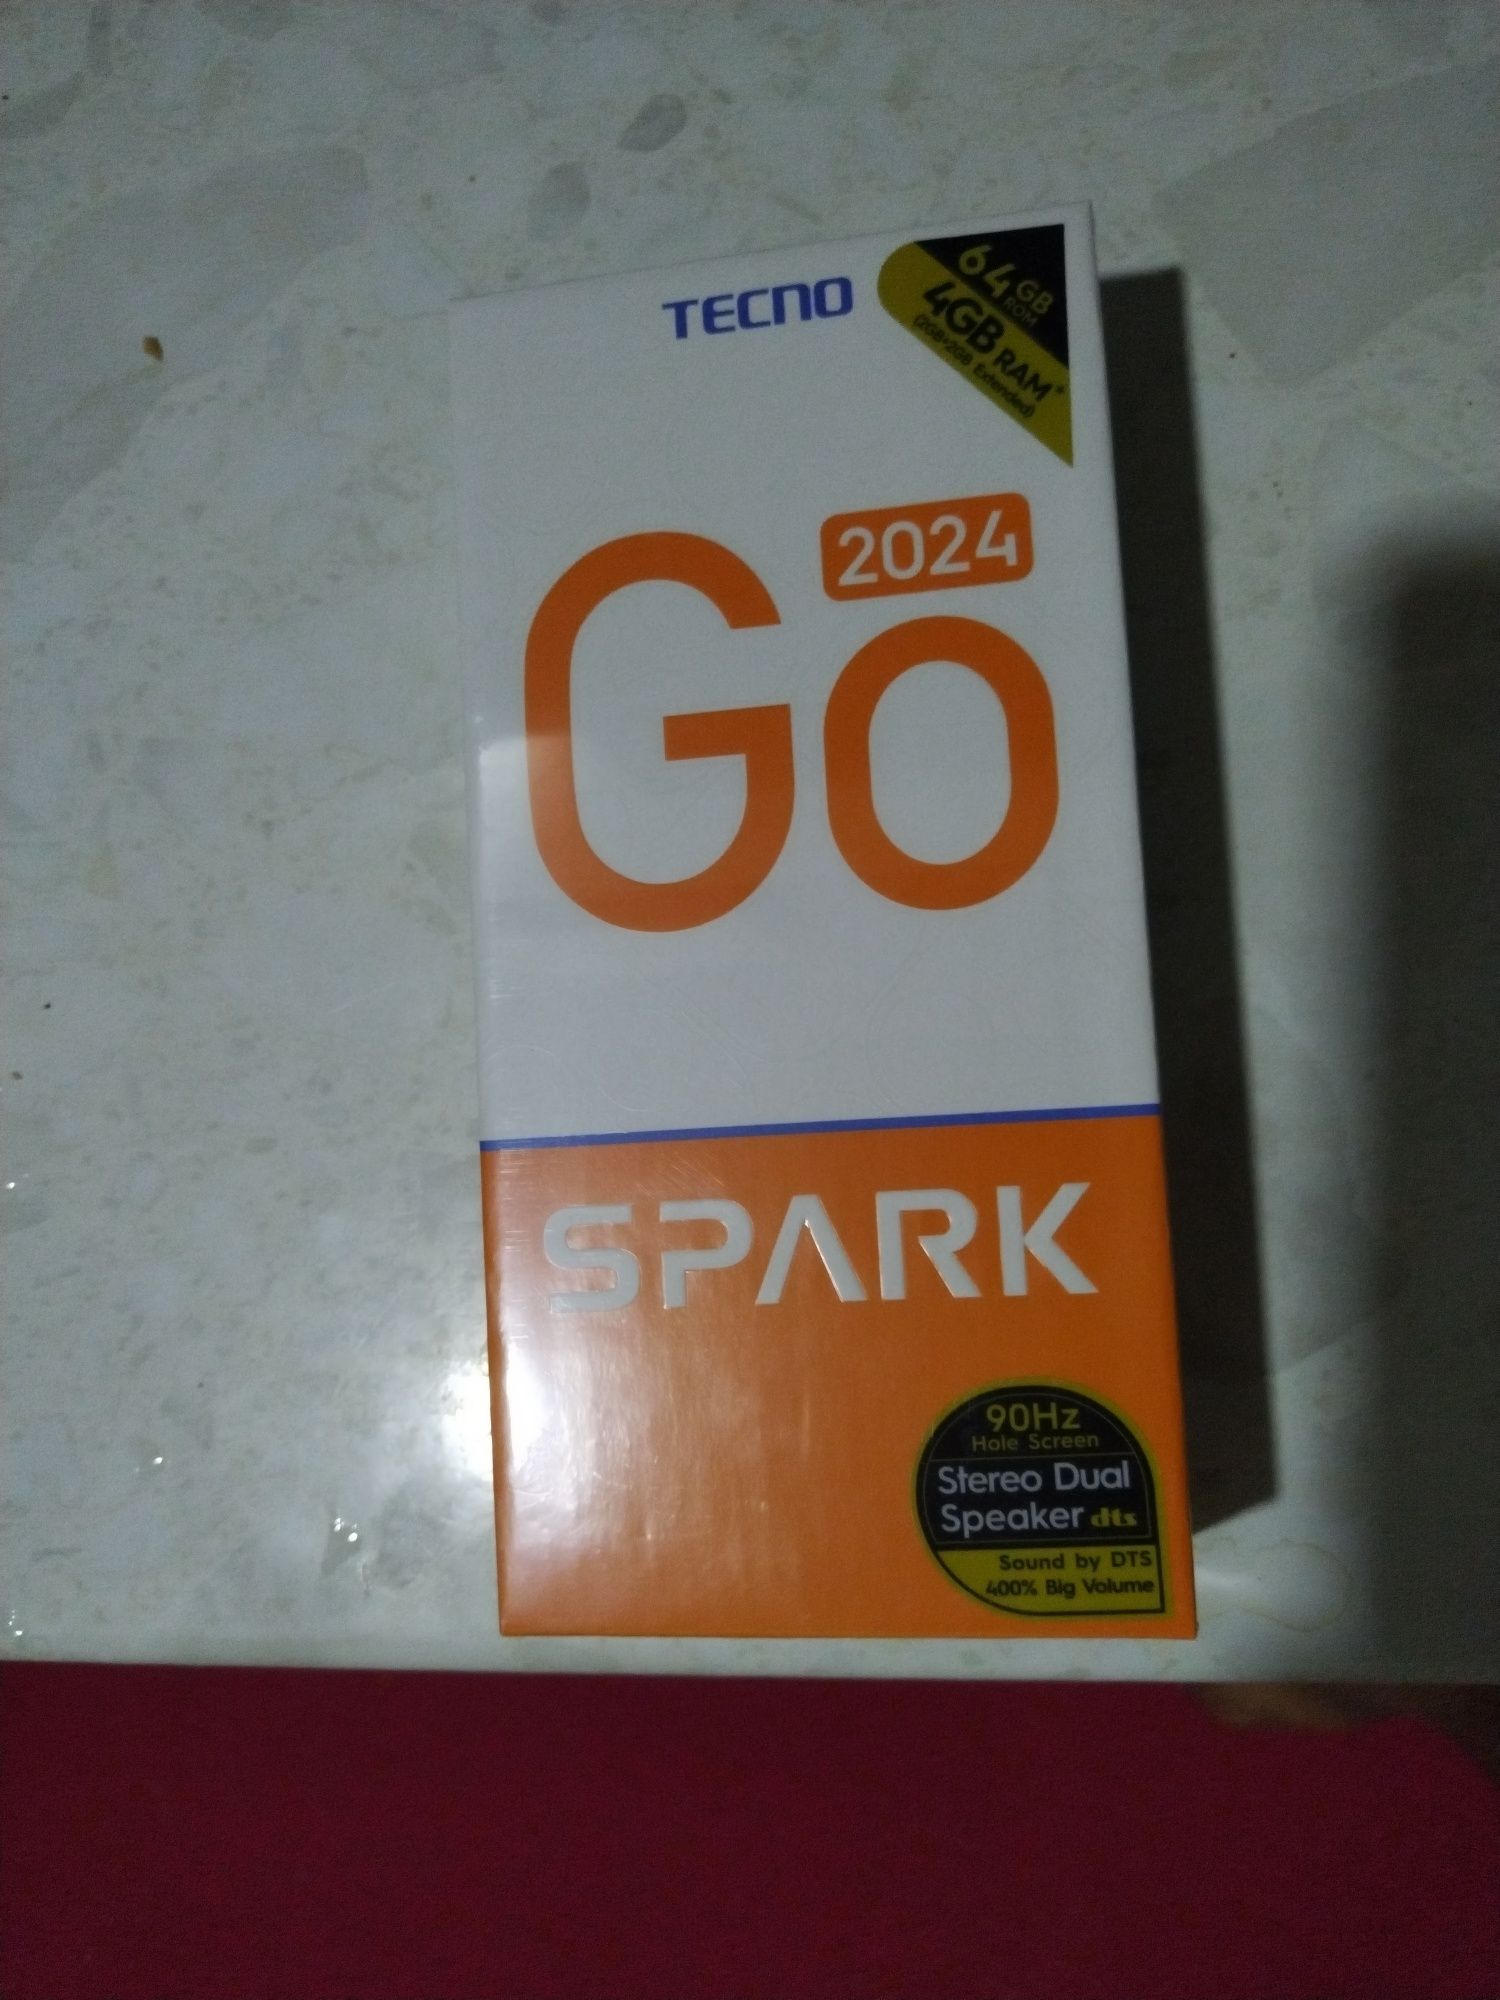 TECNO
64GB
ROM
4GB RAM*
(2GB+2GB Extended)
2024
Go
SPARK
90Hz
Hole Screen
Stereo Dual
Speaker dts
Sound by DTS
400% Big Volume